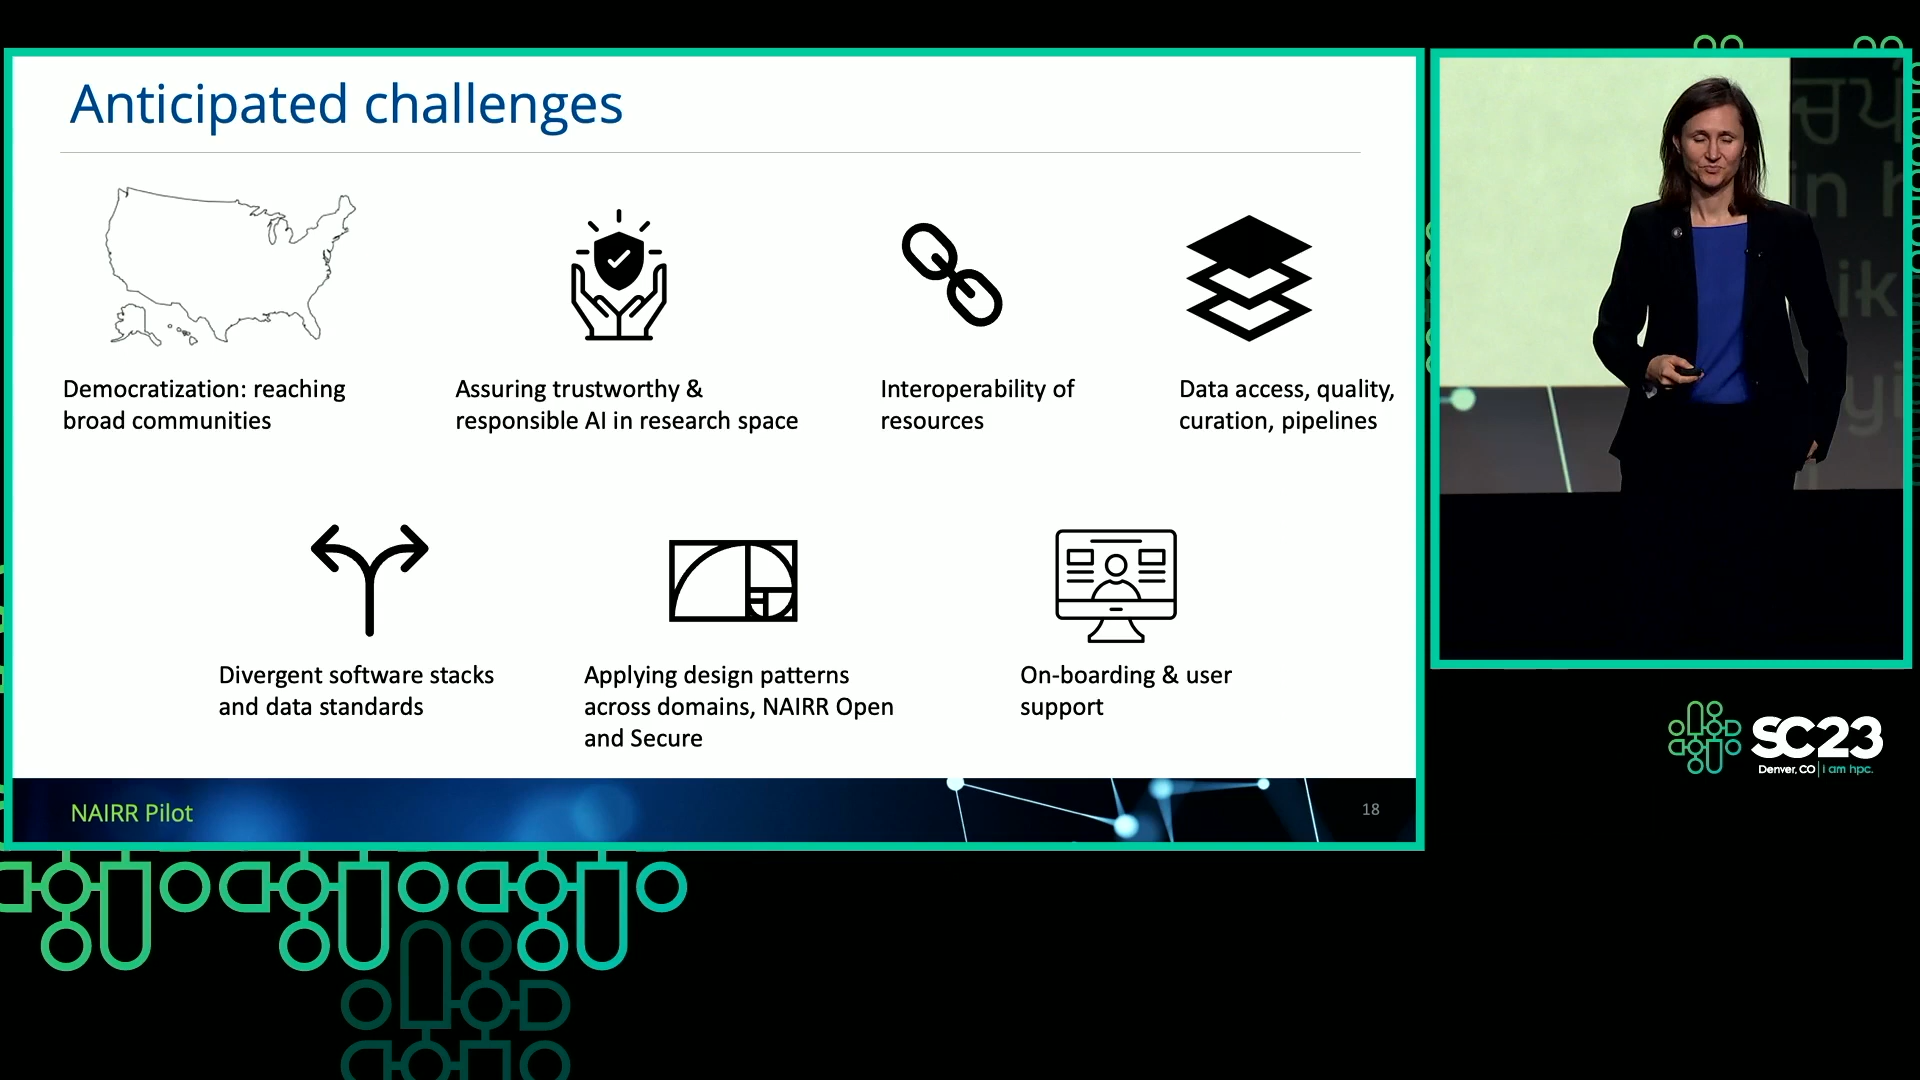 Anticipated challenges
Democratization: reaching
broad communities
Assuring trustworthy &
responsible AI in research space
Interoperability of
resources
Data access, quality,
curation, pipelines
Divergent software stacks
and data standards
Applying design patterns
across domains, NAIRR Open
and Secure
On-boarding & user
support
NAIRR Pilot
18
SC23
Denver, CO | I am hpc.